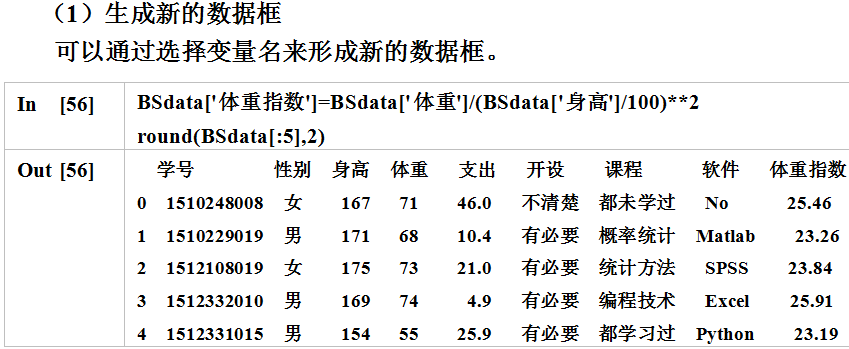 （1）生成新的数据框
可以通过选择变量名来形成新的数据框。
In [56] BSdata['体重指数']=BSdata['体重']/(BSdata['身高']/100)**2
round(BSdata[:5],2)
Out [56] 学号 性别 身高 体重 支出 开设 课程 软件 体重指数
0 1510248008 女 167 71 46.0 不清楚 都未学过 No 25.46
1 1510229019 男 171 68 10.4 有必要 概率统计 Matlab 23.26
2 1512108019 女 175 73 21.0 有必要 统计方法 SPSS 23.84
3 1512332010 男 169 74 4.9 有必要 编程技术 Excel 25.91
4 1512331015 男 154 55 25.9 有必要 都学习过 Python 23.19